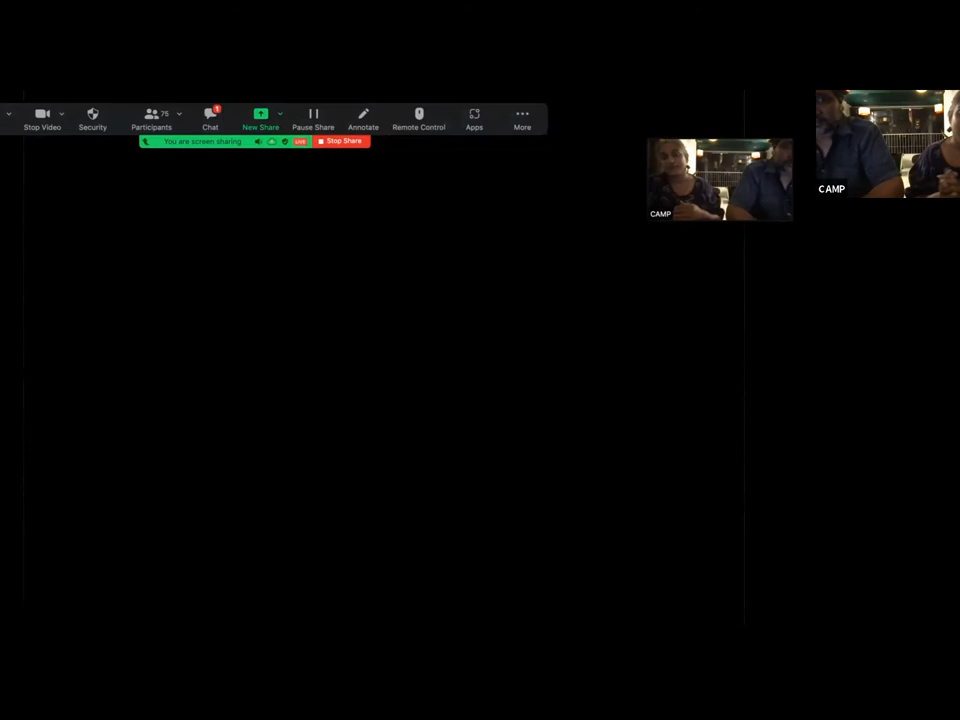 Stop Video Security Participants 75 Chat 1 New Share Pause Share Annotate Remote Control Apps More
You are screen sharing LIVE Stop Share
CAMP
CAMP